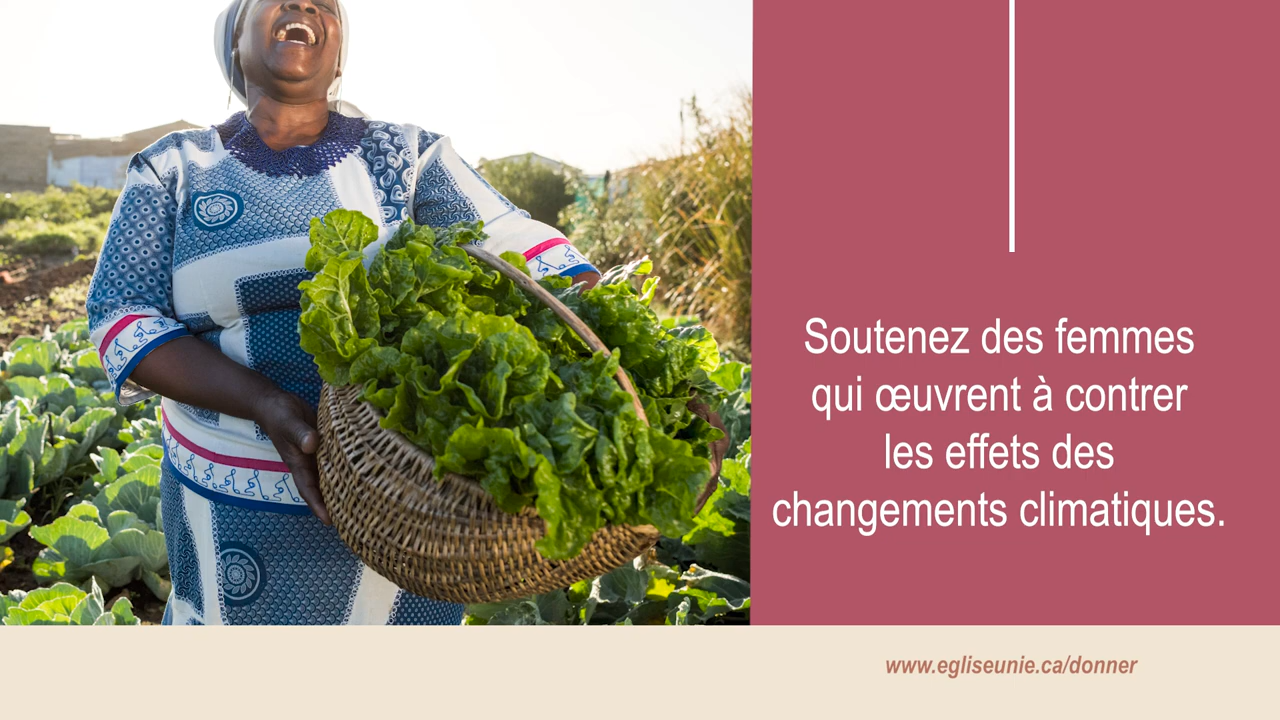 Soutenez des femmes
qui œuvrent à contrer
les effets des
changements climatiques.
www.egliseunie.ca/donner